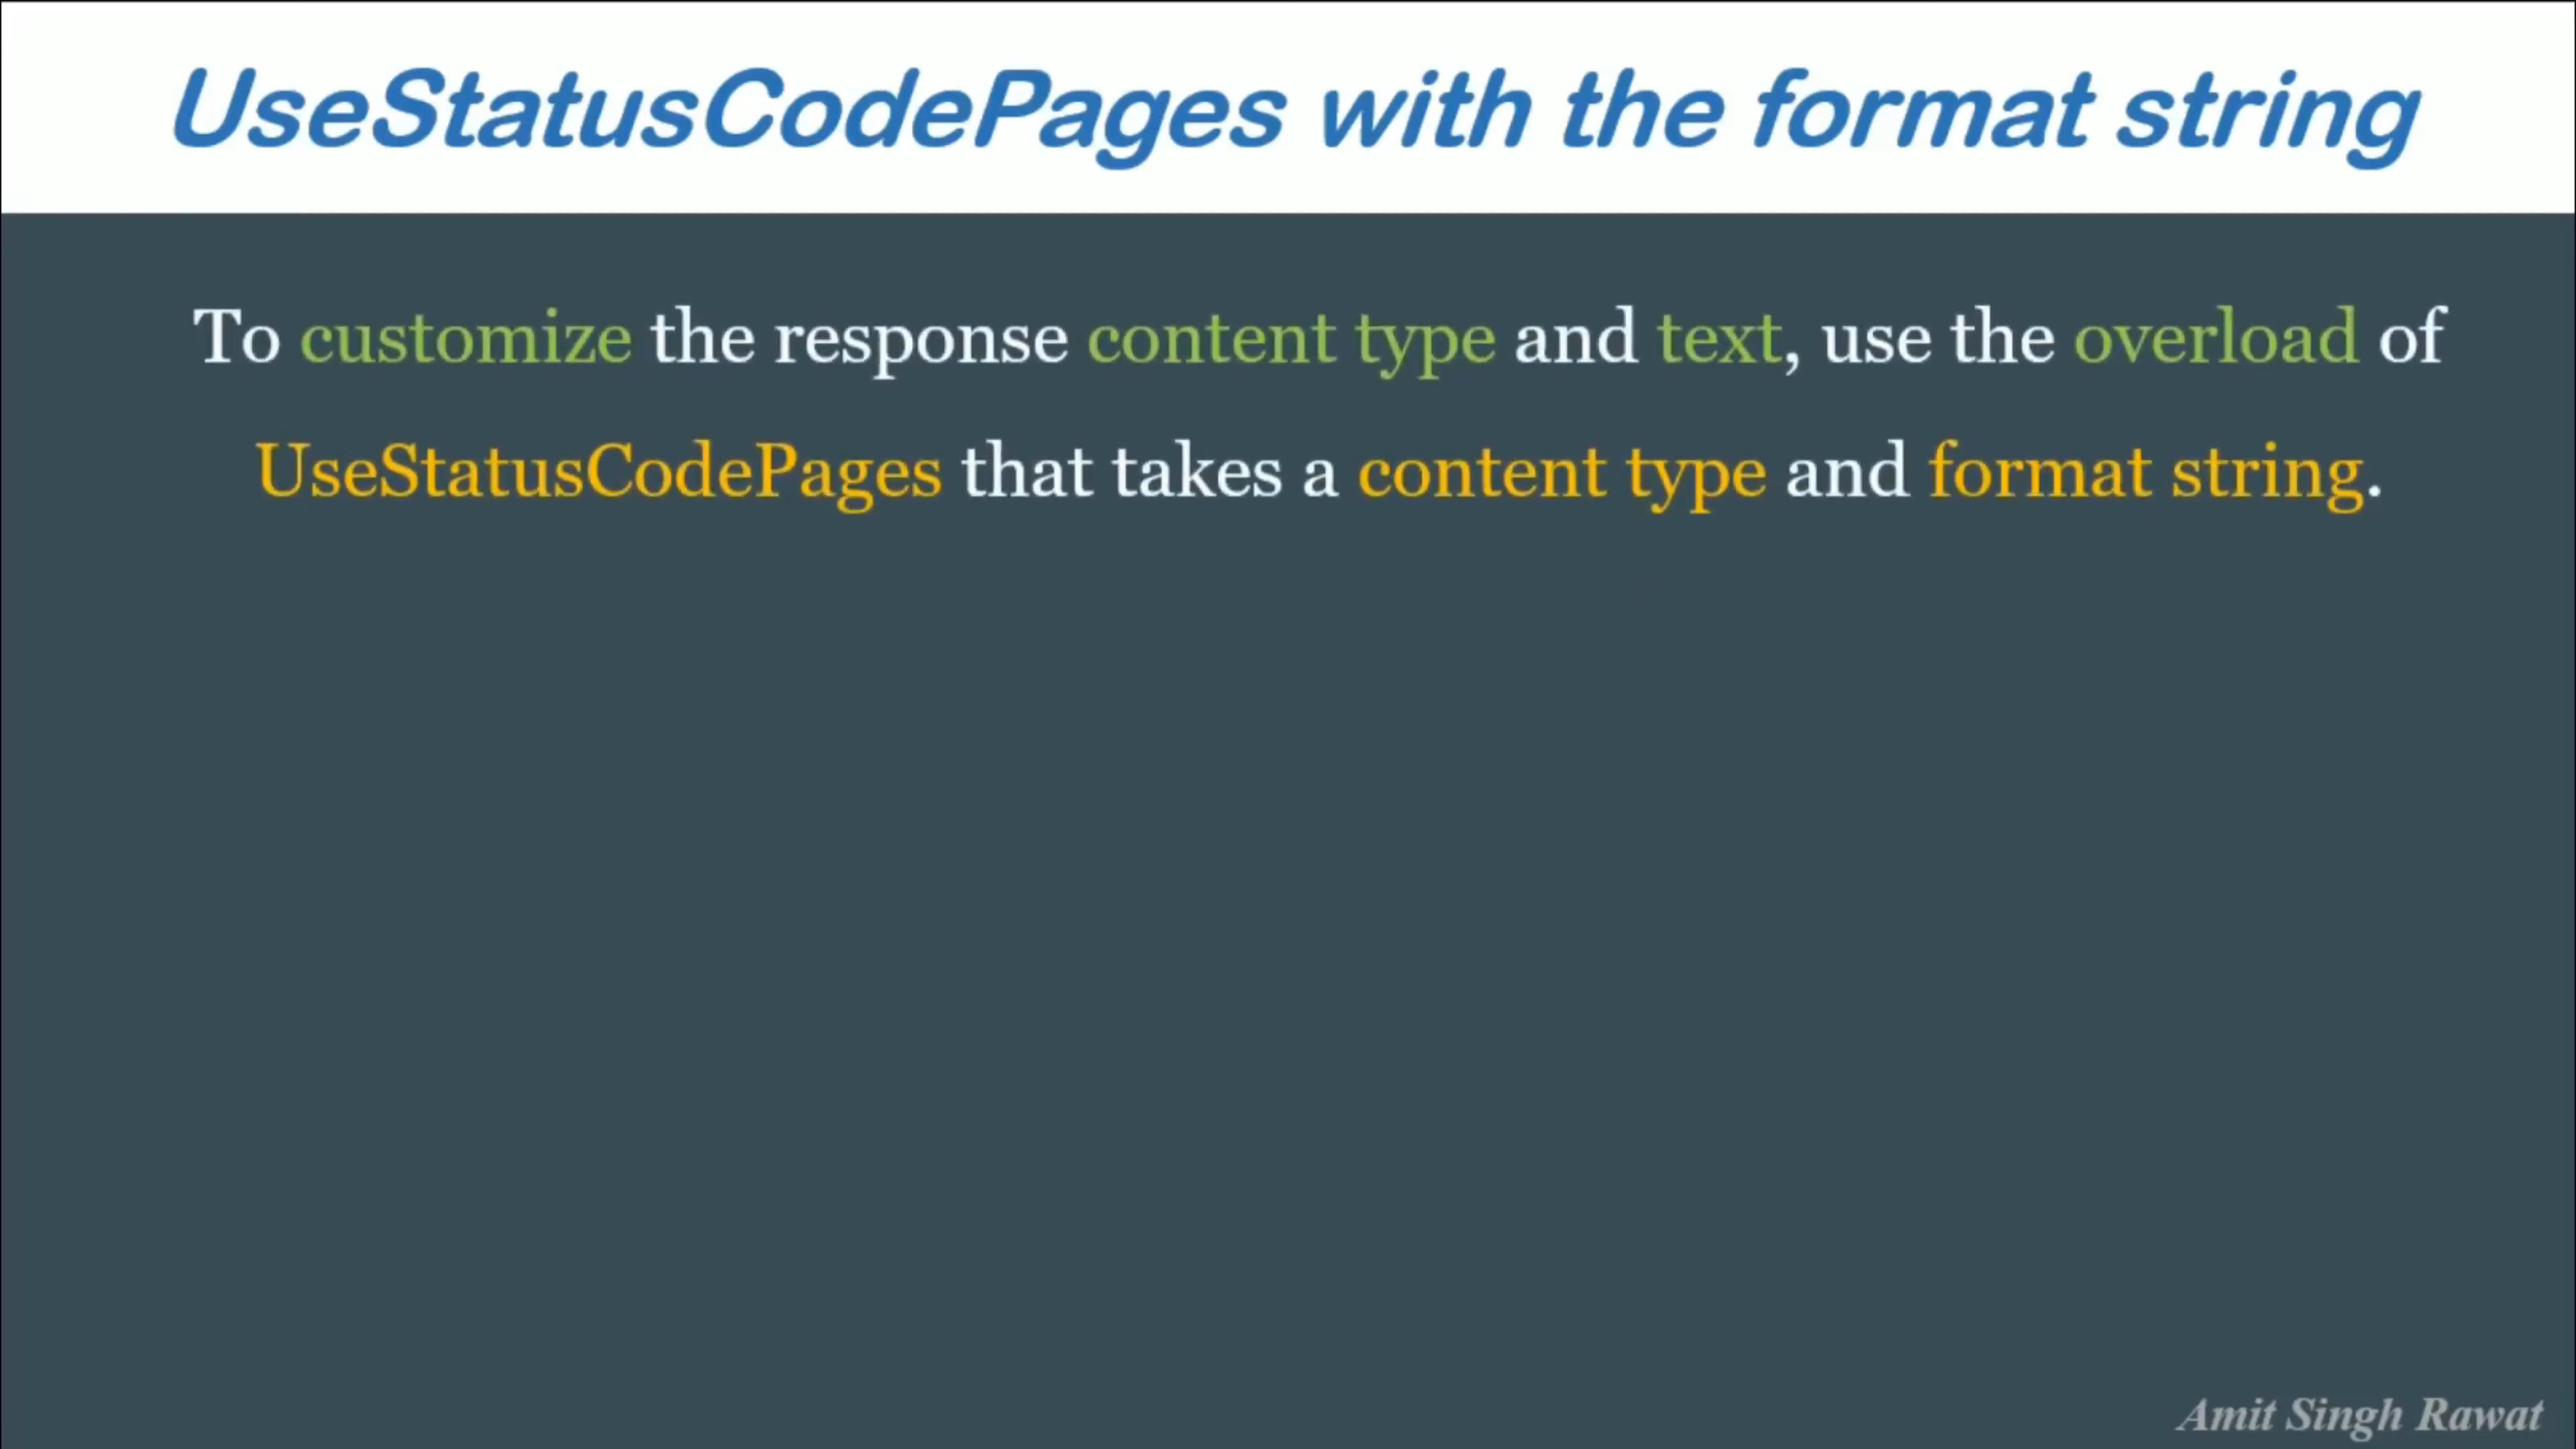 UseStatusCodePages with the format string
To customize the response content type and text, use the overload of
UseStatusCodePages that takes a content type and format string.
Amit Singh Rawat